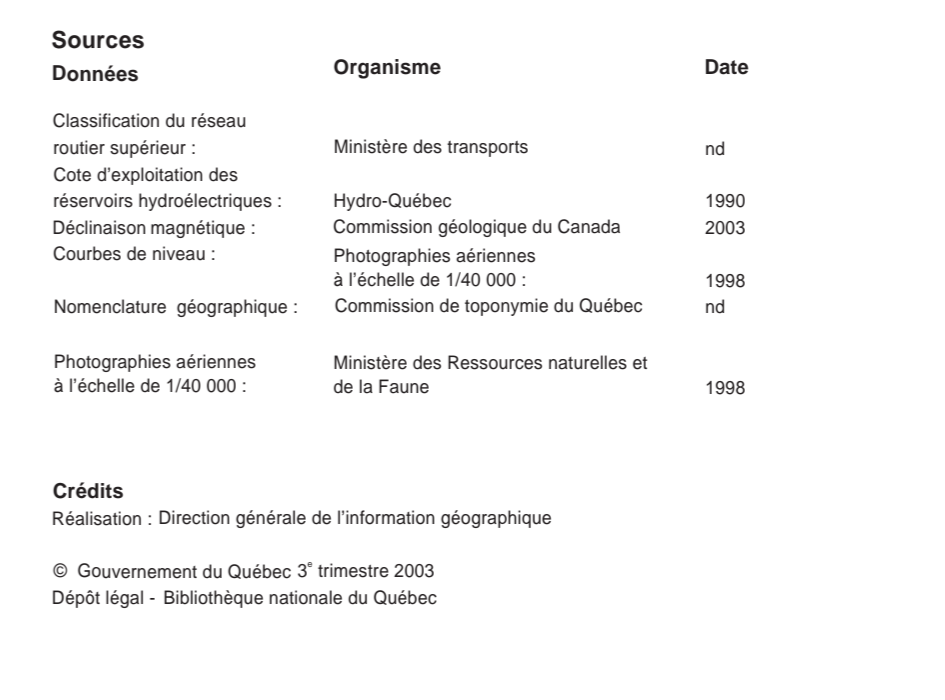 Sources
Données Organisme Date
Classification du réseau
routier supérieur : Ministère des transports nd
Cote d'exploitation des
réservoirs hydroélectriques : Hydro-Québec 1990
Déclinaison magnétique : Commission géologique du Canada 2003
Courbes de niveau : Photographies aériennes
à l'échelle de 1/40 000 : 1998
Nomenclature géographique : Commission de toponymie du Québec nd
Photographies aériennes Ministère des Ressources naturelles et
à l'échelle de 1/40 000 : de la Faune 1998
Crédits
Réalisation : Direction générale de l'information géographique
© Gouvernement du Québec 3e trimestre 2003
Dépôt légal - Bibliothèque nationale du Québec